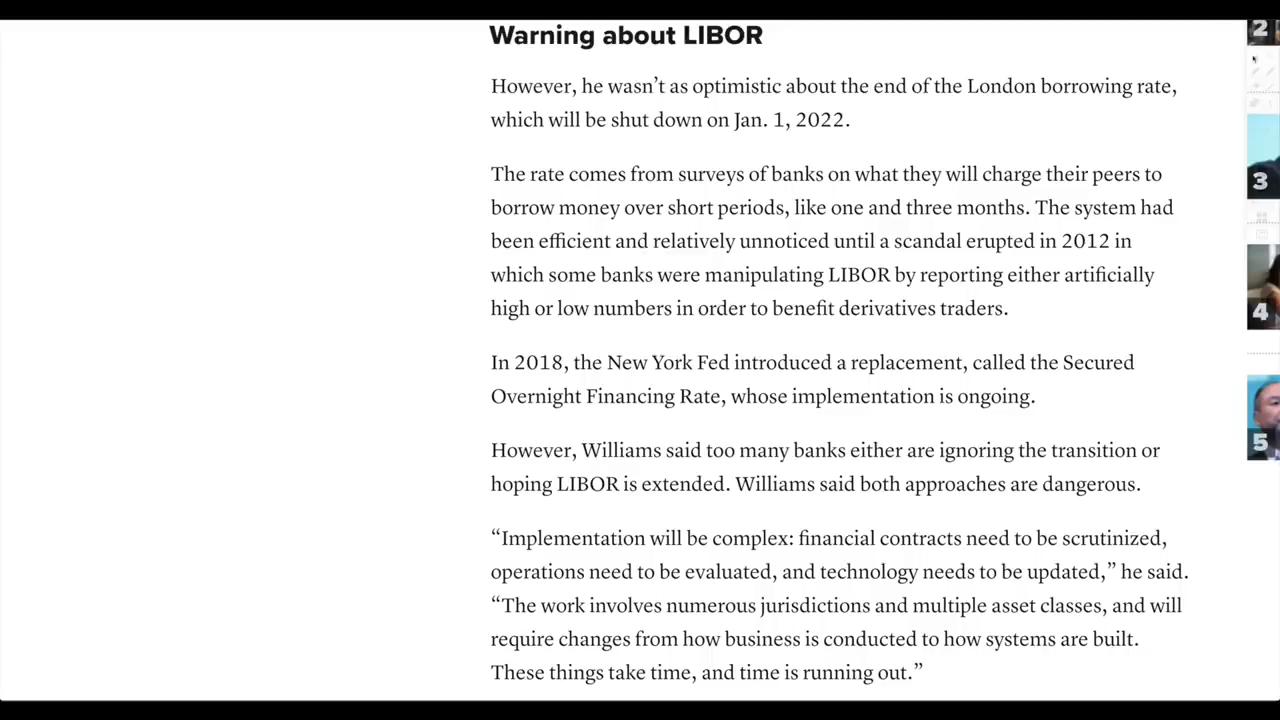 Warning about LIBOR
However, he wasn’t as optimistic about the end of the London borrowing rate,
which will be shut down on Jan. 1, 2022.
The rate comes from surveys of banks on what they will charge their peers to
borrow money over short periods, like one and three months. The system had
been efficient and relatively unnoticed until a scandal erupted in 2012 in
which some banks were manipulating LIBOR by reporting either artificially
high or low numbers in order to benefit derivatives traders.
In 2018, the New York Fed introduced a replacement, called the Secured
Overnight Financing Rate, whose implementation is ongoing.
However, Williams said too many banks either are ignoring the transition or
hoping LIBOR is extended. Williams said both approaches are dangerous.
“Implementation will be complex: financial contracts need to be scrutinized,
operations need to be evaluated, and technology needs to be updated,” he said.
“The work involves numerous jurisdictions and multiple asset classes, and will
require changes from how business is conducted to how systems are built.
These things take time, and time is running out.”
2
3
4
5